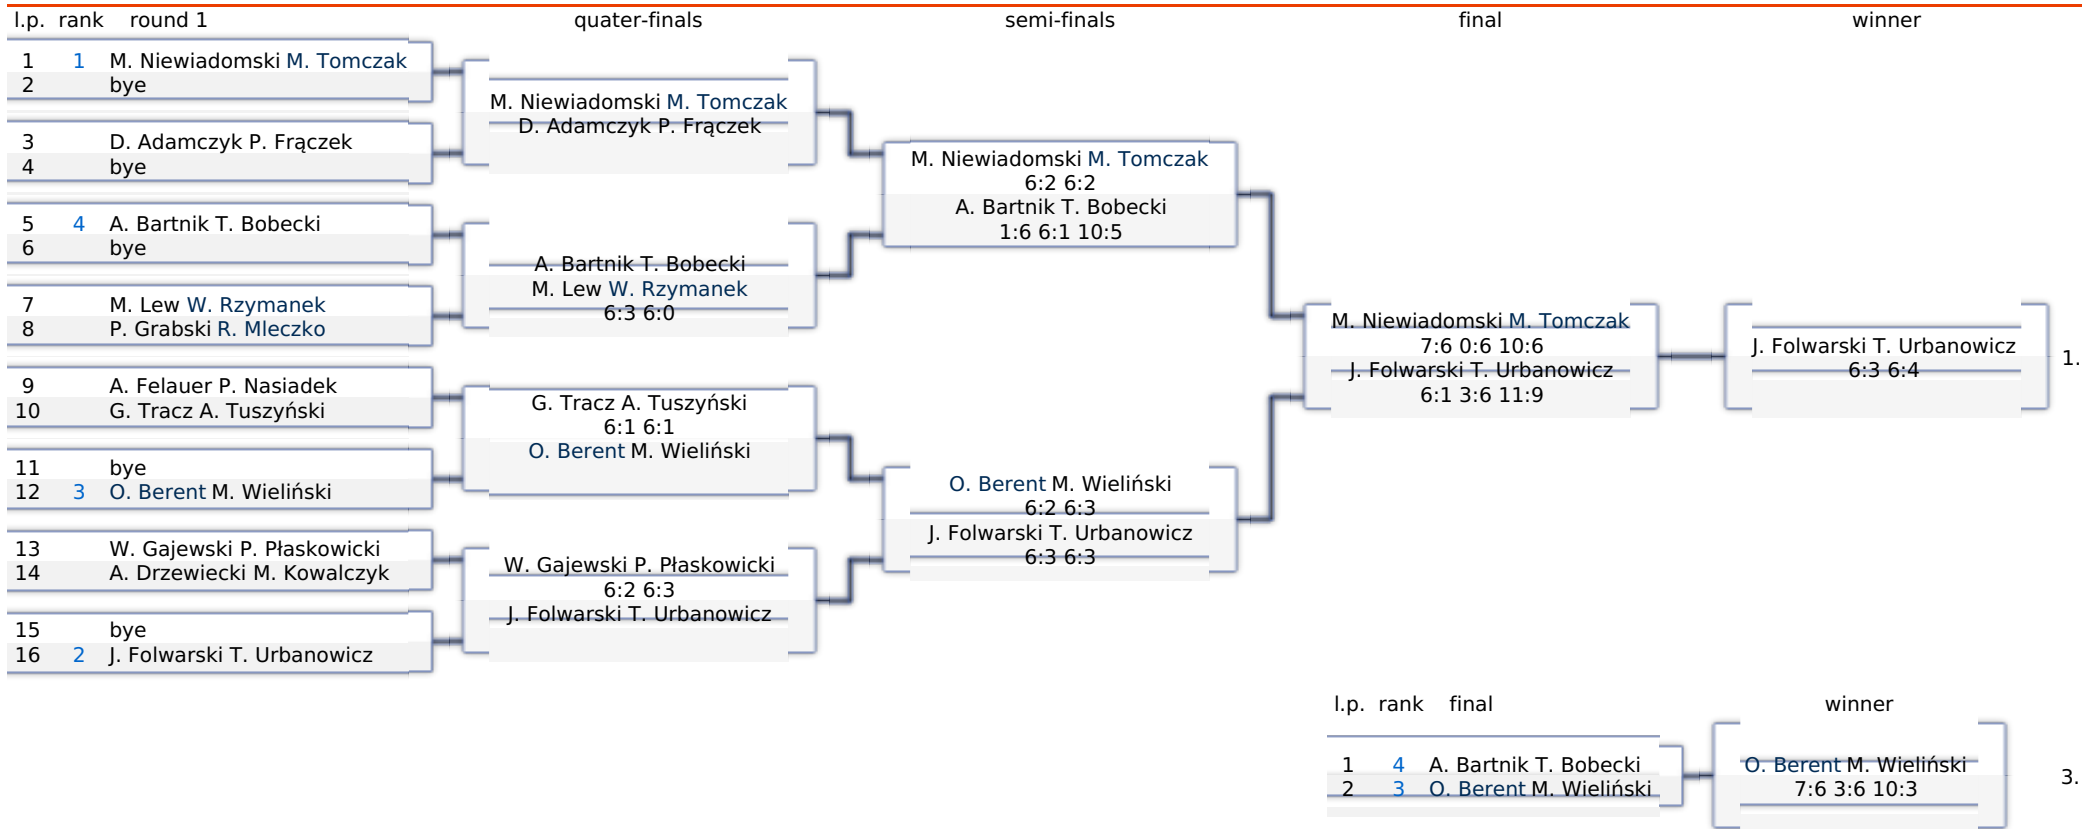 l.p. rank round 1 quater-finals semi-finals final winner
1 1 M. Niewiadomski M. Tomczak
2 bye
3 D. Adamczyk P. Frączek
4 bye
5 4 A. Bartnik T. Bobecki
6 bye
7 M. Lew W. Rzymanek
8 P. Grabski R. Mleczko
9 A. Felauer P. Nasiadek
10 G. Tracz A. Tuszyński
11 bye
12 3 O. Berent M. Wieliński
13 W. Gajewski P. Płaskowicki
14 A. Drzewiecki M. Kowalczyk
15 bye
16 2 J. Folwarski T. Urbanowicz
M. Niewiadomski M. Tomczak
D. Adamczyk P. Frączek
A. Bartnik T. Bobecki
M. Lew W. Rzymanek
6:3 6:0
G. Tracz A. Tuszyński
6:1 6:1
O. Berent M. Wieliński
W. Gajewski P. Płaskowicki
6:2 6:3
J. Folwarski T. Urbanowicz
M. Niewiadomski M. Tomczak
6:2 6:2
A. Bartnik T. Bobecki
1:6 6:1 10:5
O. Berent M. Wieliński
6:2 6:3
J. Folwarski T. Urbanowicz
6:3 6:3
M. Niewiadomski M. Tomczak
7:6 0:6 10:6
J. Folwarski T. Urbanowicz
6:1 3:6 11:9
J. Folwarski T. Urbanowicz
6:3 6:4
1.
l.p. rank final winner
1 4 A. Bartnik T. Bobecki
2 3 O. Berent M. Wieliński
O. Berent M. Wieliński
7:6 3:6 10:3
3.